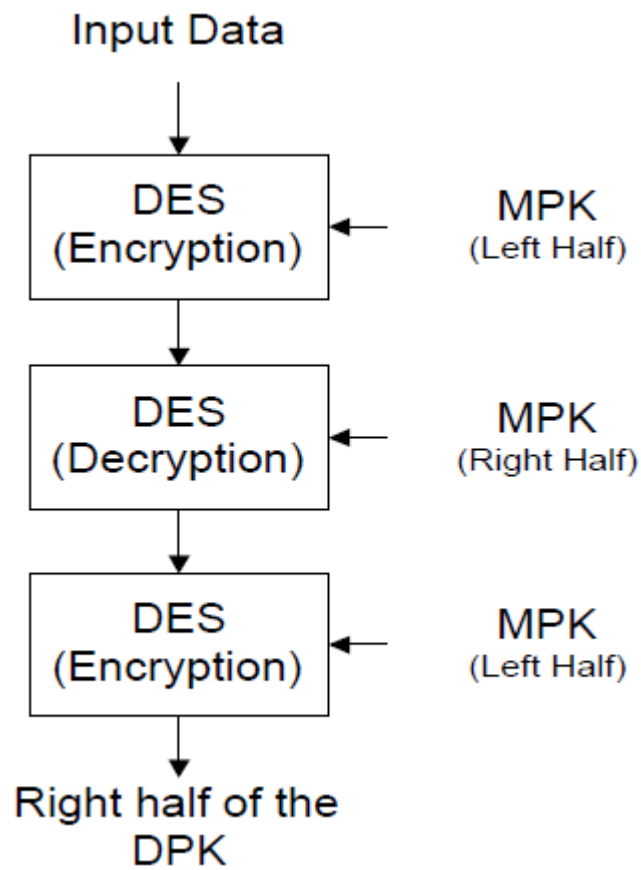 Input Data
DES
(Encryption)
MPK
(Left Half)
DES
(Decryption)
MPK
(Right Half)
DES
(Encryption)
MPK
(Left Half)
Right half of the
DPK